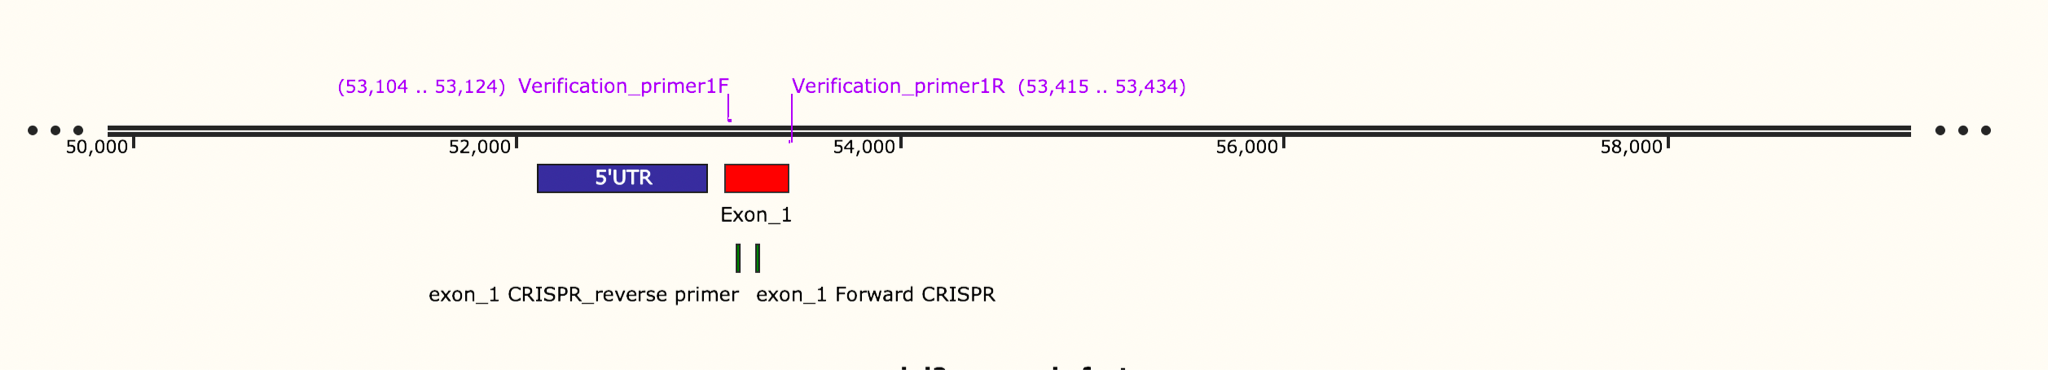 (53,104 .. 53,124) Verification_primer1F
Verification_primer1R (53,415 .. 53,434)
50,000
52,000
54,000
56,000
58,000
5'UTR
Exon_1
exon_1 CRISPR_reverse primer
exon_1 Forward CRISPR